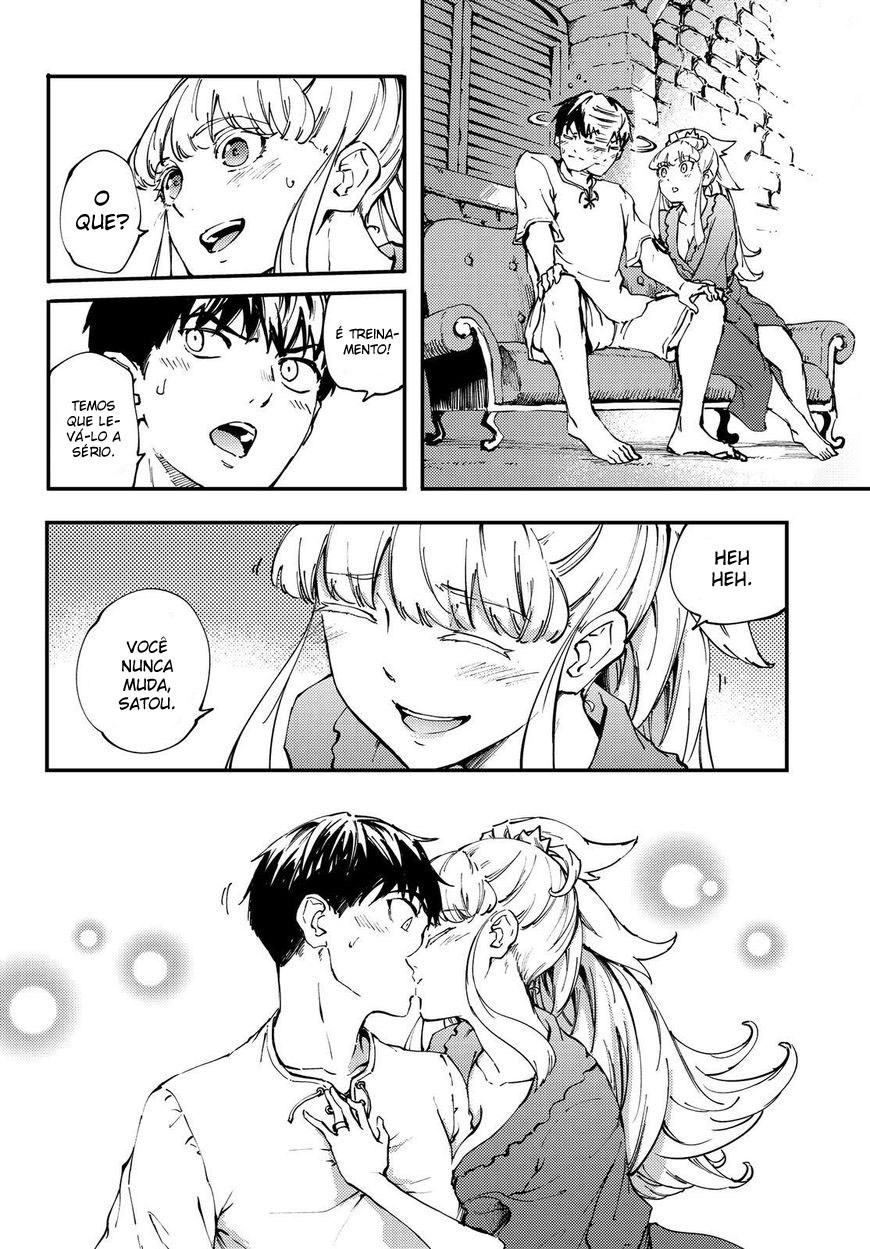 O
QUE?
É TREINA-
MENTO!
TEMOS
QUE LE-
VÁ-LO A
SÉRIO.
HEH
HEH.
VOCÊ
NUNCA
MUDA,
SATOU.